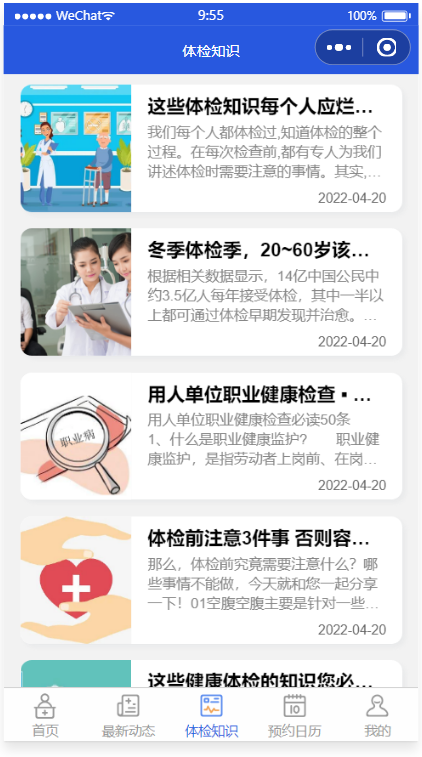 WeChat 9:55 100%
体检知识
这些体检知识每个人应烂...
我们每个人都体检过,知道体检的整个
过程。在每次检查前,都有专人为我们
讲述体检时需要注意的事情。其实,...
2022-04-20
冬季体检季，20~60岁该...
根据相关数据显示，14亿中国公民中
约3.5亿人每年接受体检，其中一半以
上都可通过体检早期发现并治愈。...
2022-04-20
职业病
用人单位职业健康检查▪...
用人单位职业健康检查必读50条
1、什么是职业健康监护？ 职业健
康监护，是指劳动者上岗前、在岗...
2022-04-20
体检前注意3件事 否则容...
那么，体检前究竟需要注意什么？哪
些事情不能做，今天就和您一起分享
一下！01空腹空腹主要是针对一些...
2022-04-20
这些健康体检的知识您必...
首页 最新动态 体检知识 预约日历 我的